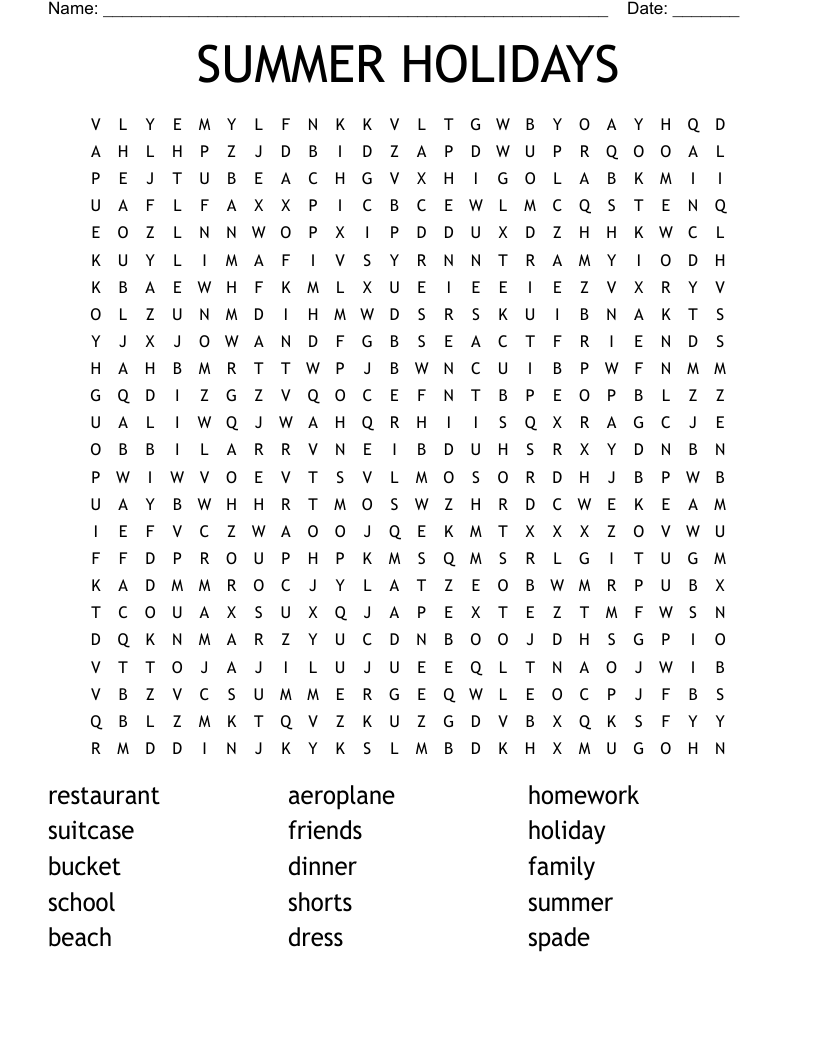 Name: ______________________________________________________ Date: _______
SUMMER HOLIDAYS
V L Y E M Y L F N K K V L T G W B Y O A Y H Q D
A H L H P Z J D B I D Z A P D W U P R Q O O A L
P E J T U B E A C H G V X H I G O L A B K M I I
U A F L F A X X P I C B C E W L M C Q S T E N Q
E O Z L N N W O P X I P D D U X D Z H H K W C L
K U Y L I M A F I V S Y R N N T R A M Y I O D H
K B A E W H F K M L X U E I E E I E Z V X R Y V
O L Z U N M D I H M W D S R S K U I B N A K T S
Y J X J O W A N D F G B S E A C T F R I E N D S
H A H B M R T T W P J B W N C U I B P W F N M M
G Q D I Z G Z V Q O C E F N T B P E O P B L Z Z
U A L I W Q J W A H Q R H I I S Q X R A G C J E
O B B I L A R R V N E I B D U H S R X Y D N B N
P W I W V O E V T S V L M O S O R D H J B P W B
U A Y B W H H R T M O S W Z H R D C W E K E A M
I E F V C Z W A O O J Q E K M T X X X Z O V W U
F F D P R O U P H P K M S Q M S R L G I T U G M
K A D M M R O C J Y L A T Z E O B W M R P U B X
T C O U A X S U X Q J A P E X T E Z T M F W S N
D Q K N M A R Z Y U C D N B O O J D H S G P I O
V T T O J A J I L U J U E E Q L T N A O J W I B
V B Z V C S U M M E R G E Q W L E O C P J F B S
Q B L Z M K T Q V Z K U Z G D V B X Q K S F Y Y
R M D D I N J K Y K S L M B D K H X M U G O H N
restaurant aeroplane homework
suitcase friends holiday
bucket dinner family
school shorts summer
beach dress spade